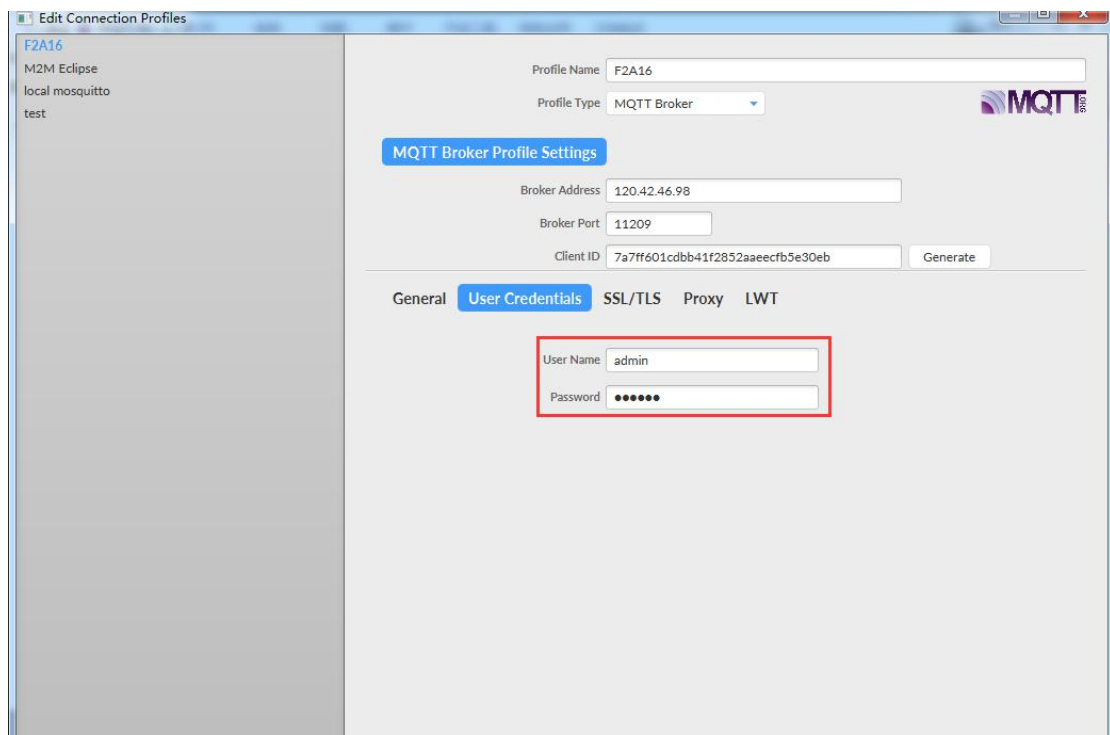 Edit Connection Profiles
F2A16
M2M Eclipse
local mosquitto
test
Profile Name F2A16
Profile Type MQTT Broker
MQTT.ORG
MQTT Broker Profile Settings
Broker Address 120.42.46.98
Broker Port 11209
Client ID 7a7ff601cdbb41f2852aaeecfb5e30eb Generate
General User Credentials SSL/TLS Proxy LWT
User Name admin
Password ●●●●●●